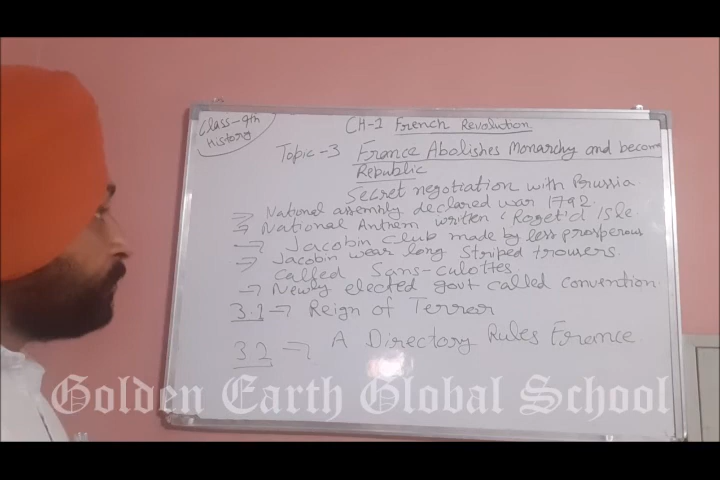 Class-9th
History
CH-1 French Revolution
Topic-3 France Abolishes Monarchy and become
Republic
Secret negotiation with Prussia
→ National assembly declared war 1792.
→ National Anthem written 'Roget'd Isle.
→ Jacobin Club made by less prosperous
→ Jacobin wear long striped trousers
called Sans-culottes
→ Newly elected govt called convention.
3.1 → Reign of Terror
3.2 → A Directory Rules France
Golden Earth Global School